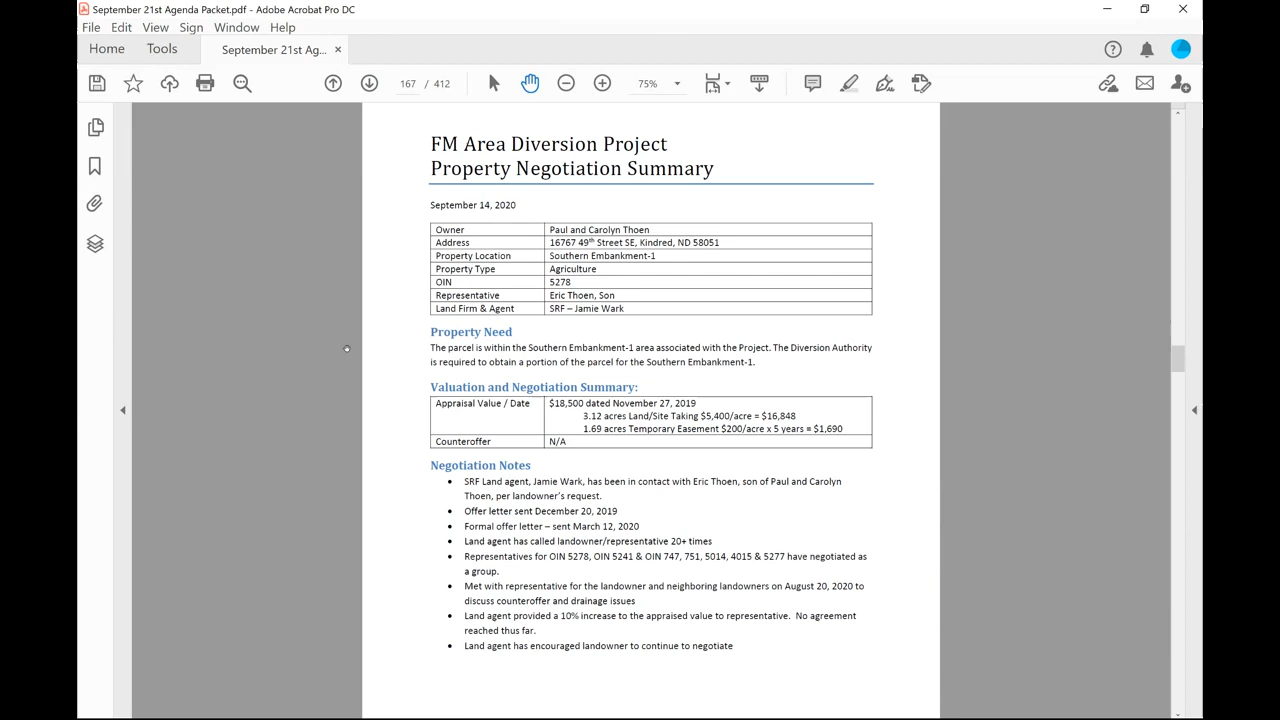 September 21st Agenda Packet.pdf - Adobe Acrobat Pro DC
File Edit View Sign Window Help
Home Tools September 21st Ag... ×
167 / 412 75%
FM Area Diversion Project
Property Negotiation Summary
September 14, 2020
Owner Paul and Carolyn Thoen
Address 16767 49th Street SE, Kindred, ND 58051
Property Location Southern Embankment-1
Property Type Agriculture
OIN 5278
Representative Eric Thoen, Son
Land Firm & Agent SRF – Jamie Wark
Property Need
The parcel is within the Southern Embankment-1 area associated with the Project. The Diversion Authority
is required to obtain a portion of the parcel for the Southern Embankment-1.
Valuation and Negotiation Summary:
Appraisal Value / Date $18,500 dated November 27, 2019
3.12 acres Land/Site Taking $5,400/acre = $16,848
1.69 acres Temporary Easement $200/acre x 5 years = $1,690
Counteroffer N/A
Negotiation Notes
• SRF Land agent, Jamie Wark, has been in contact with Eric Thoen, son of Paul and Carolyn
Thoen, per landowner's request.
• Offer letter sent December 20, 2019
• Formal offer letter – sent March 12, 2020
• Land agent has called landowner/representative 20+ times
• Representatives for OIN 5278, OIN 5241 & OIN 747, 751, 5014, 4015 & 5277 have negotiated as
a group.
• Met with representative for the landowner and neighboring landowners on August 20, 2020 to
discuss counteroffer and drainage issues
• Land agent provided a 10% increase to the appraised value to representative. No agreement
reached thus far.
• Land agent has encouraged landowner to continue to negotiate